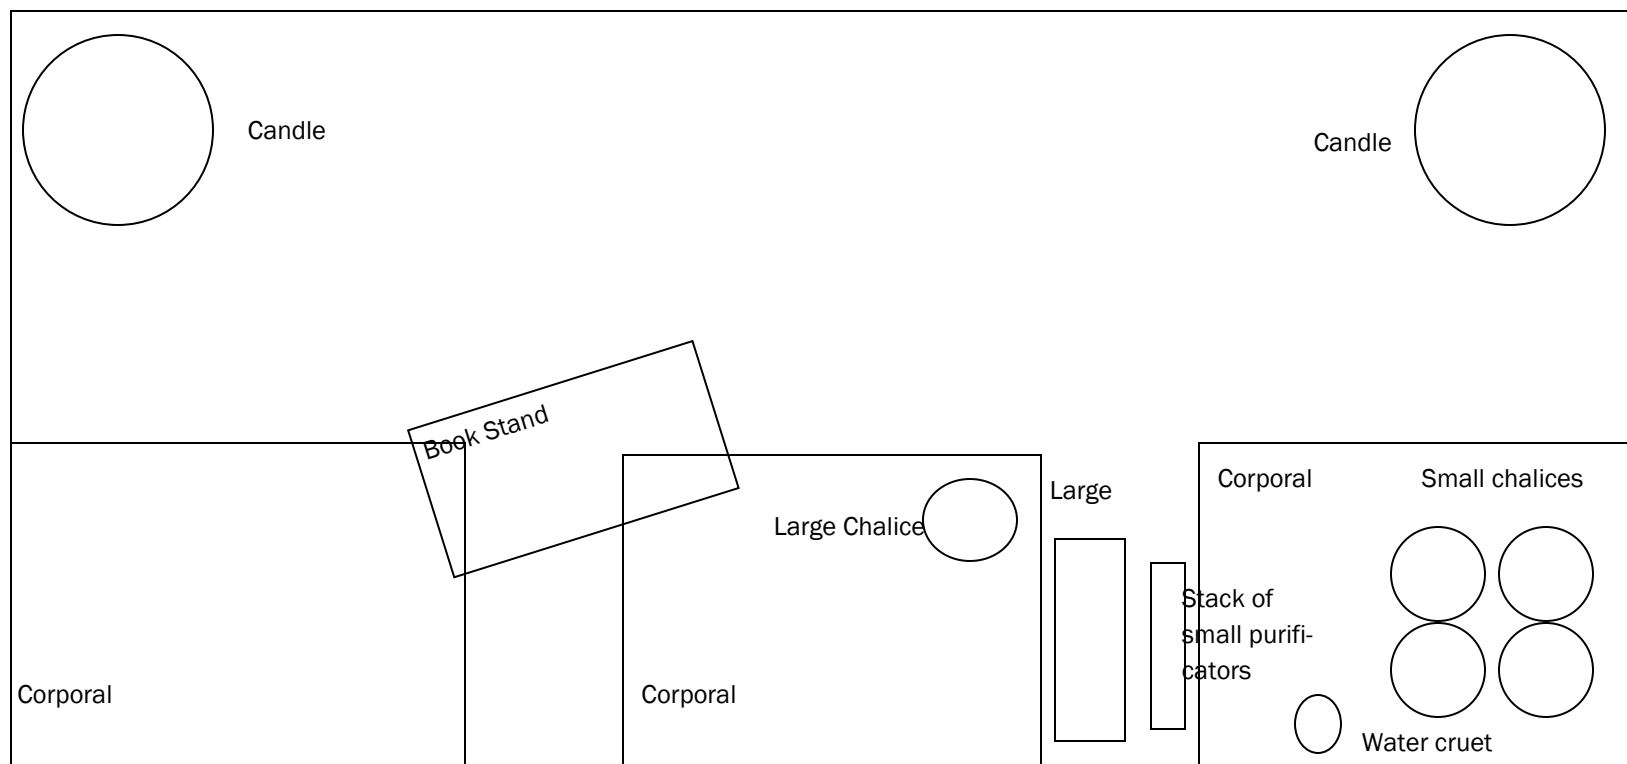 Candle
Candle
Book Stand
Corporal
Small chalices
Large
Large Chalice
Stack of
small purifi-
cators
Corporal
Corporal
Water cruet